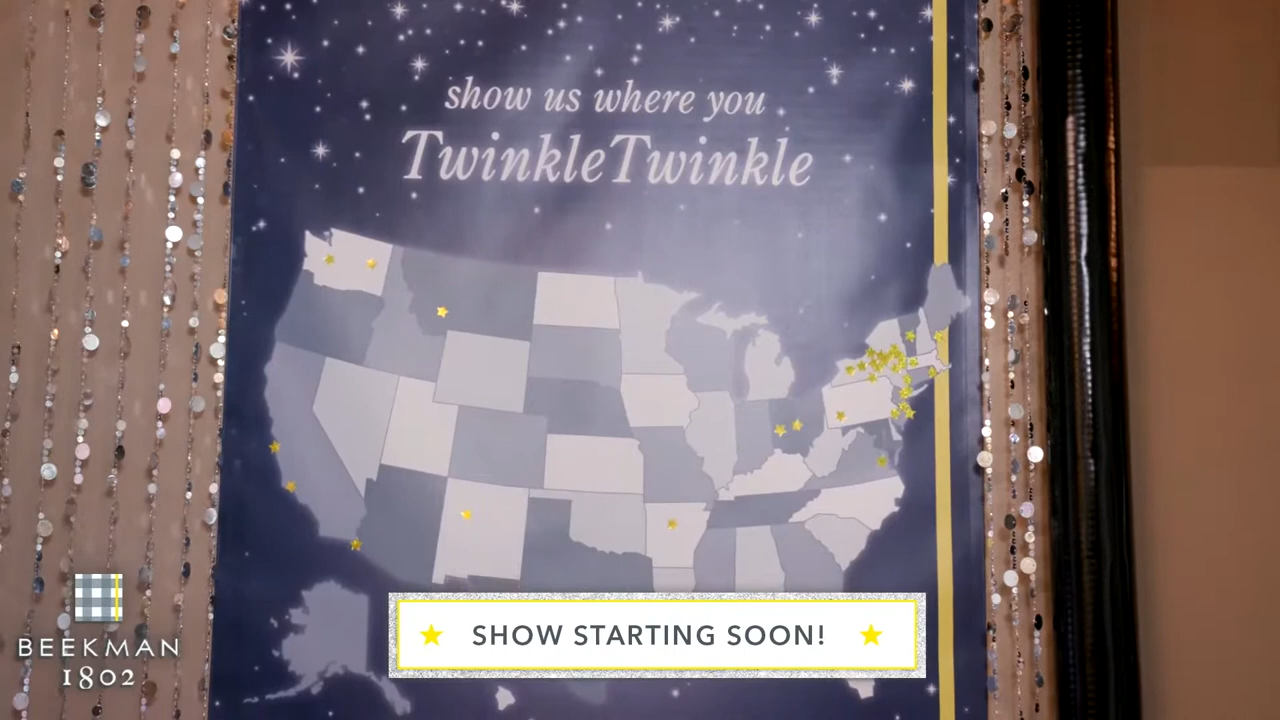 show us where you
TwinkleTwinkle
SHOW STARTING SOON!
BEEKMAN
1802